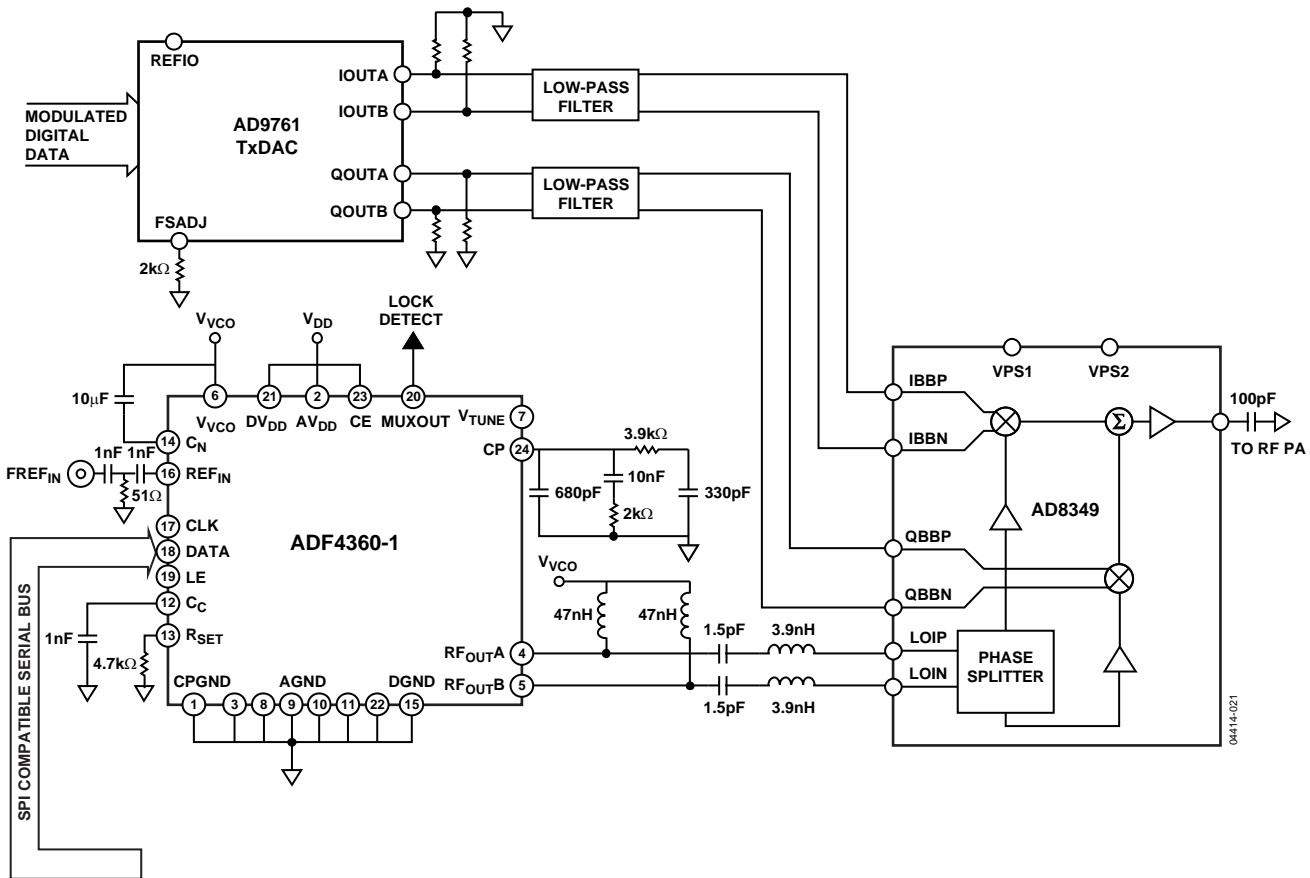 REFIO
IOUTA
IOUTB
LOW-PASS
FILTER
MODULATED
DIGITAL
DATA
AD9761
TxDAC
QOUTA
QOUTB
LOW-PASS
FILTER
FSADJ
2kΩ
LOCK
DETECT
VVCO
VDD
10μF
6
21
2
23
20
VVCO
DVDD
AVDD
CE
MUXOUT
VTUNE
7
14
CN
CP
24
3.9kΩ
1nF
1nF
FREFIN
16
REFIN
51Ω
680pF
10nF
2kΩ
330pF
17
CLK
18
DATA
19
LE
ADF4360-1
12
CC
1nF
13
RSET
4.7kΩ
VVCO
47nH
47nH
1.5pF
3.9nH
RFOUTA
4
RFOUTB
5
1.5pF
3.9nH
CPGND
AGND
DGND
1
3
8
9
10
11
22
15
SPI COMPATIBLE SERIAL BUS
VPS1
VPS2
IBBP
IBBN
Σ
100pF
TO RF PA
AD8349
QBBP
QBBN
LOIP
LOIN
PHASE
SPLITTER
04414-021